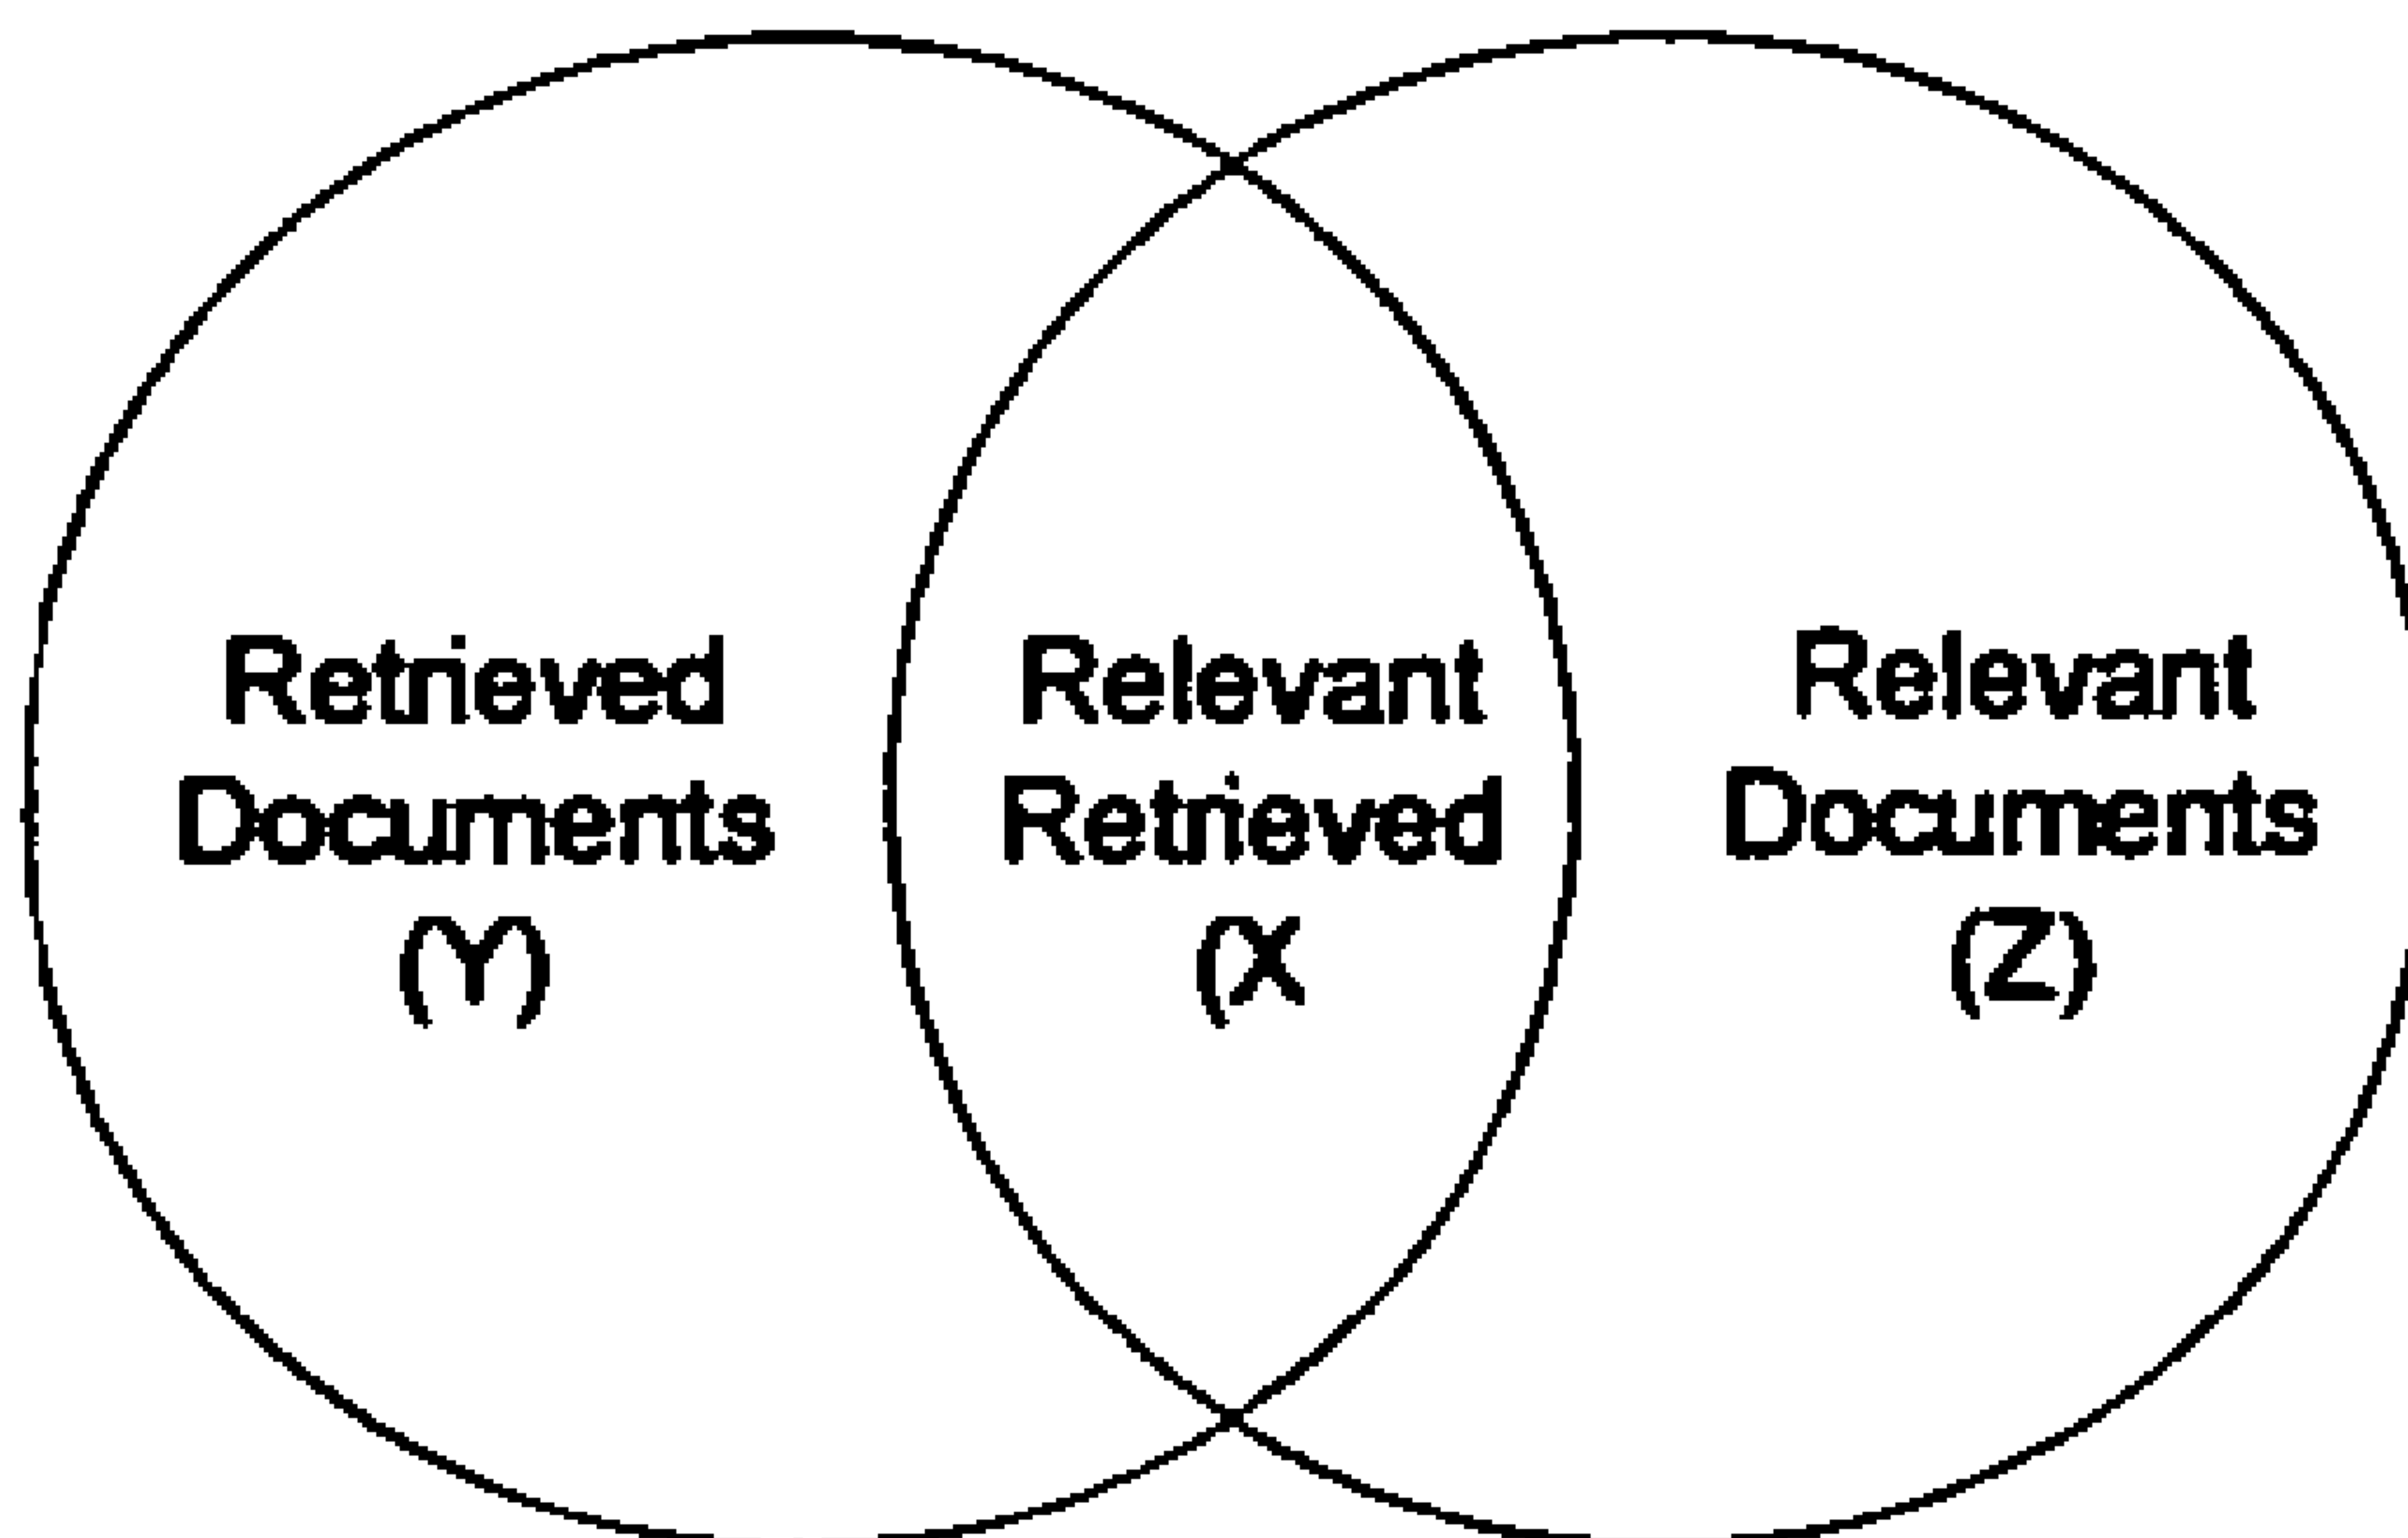 Retrieved
Documents
(Y)
Relevant
Retrieved
(X
Relevant
Documents
(Z)